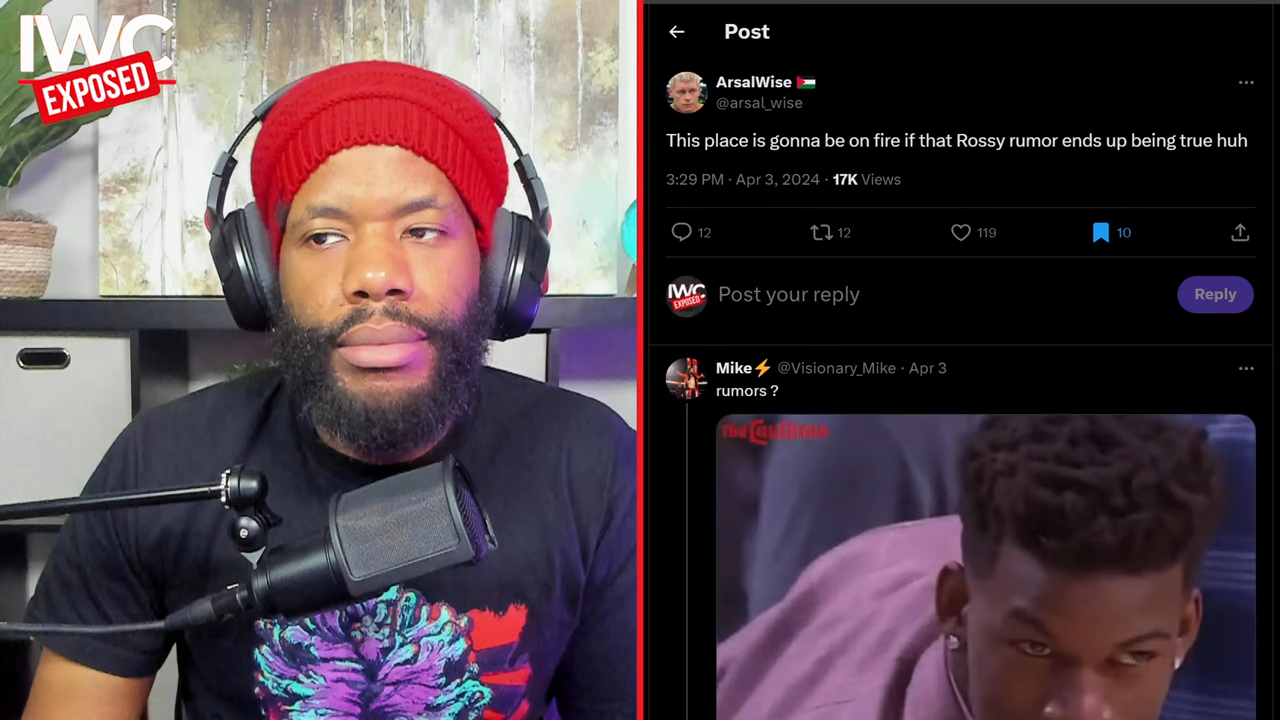 IWC
EXPOSED
Post
ArsalWise
@arsal_wise
This place is gonna be on fire if that Rossy rumor ends up being true huh
3:29 PM · Apr 3, 2024 · 17K Views
12
12
119
10
IWC
EXPOSED
Post your reply
Reply
Mike⚡ @Visionary_Mike · Apr 3
rumors ?